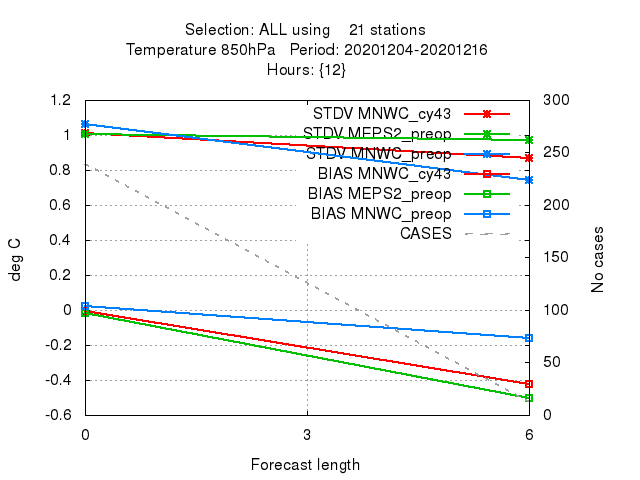 Selection: ALL using    21 stations
Temperature 850hPa   Period: 20201204-20201216
Hours: {12}
1.2
1
0.8
0.6
0.4
0.2
0
-0.2
-0.4
-0.6
deg C
300
250
200
150
100
50
0
No cases
STDV MNWC_cy43
STDV MEPS2_preop
STDV MNWC_preop
BIAS MNWC_cy43
BIAS MEPS2_preop
BIAS MNWC_preop
CASES
0
3
6
Forecast length